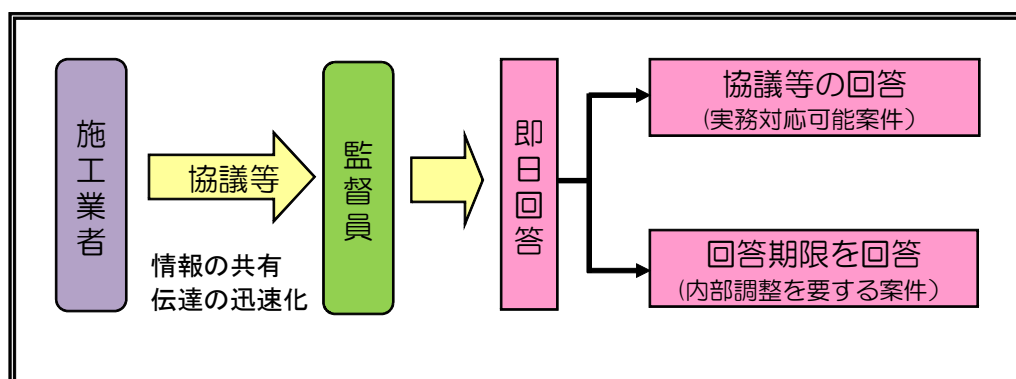 施工業者
協議等
情報の共有
伝達の迅速化
監督員
即日回答
協議等の回答
(実務対応可能案件)
回答期限を回答
(内部調整を要する案件)